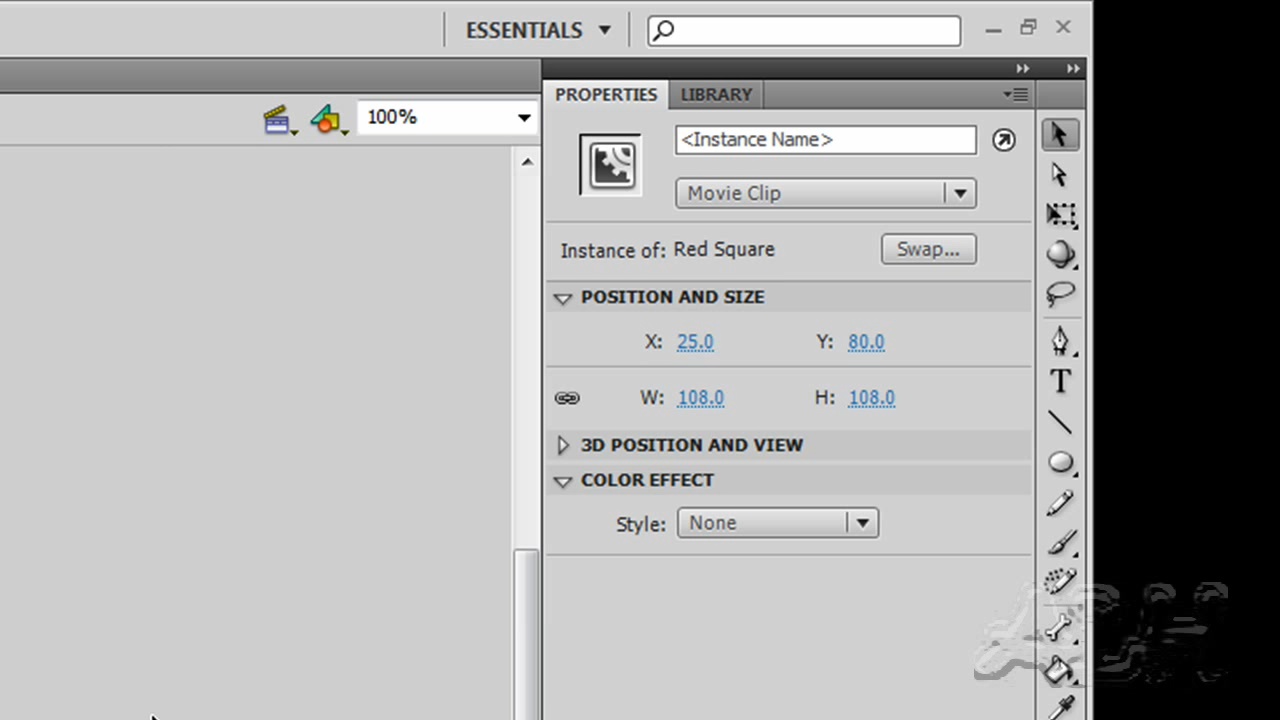 ESSENTIALS
100%
PROPERTIES LIBRARY
<Instance Name>
Movie Clip
Instance of: Red Square Swap...
POSITION AND SIZE
X: 25.0 Y: 80.0
W: 108.0 H: 108.0
3D POSITION AND VIEW
COLOR EFFECT
Style: None
T